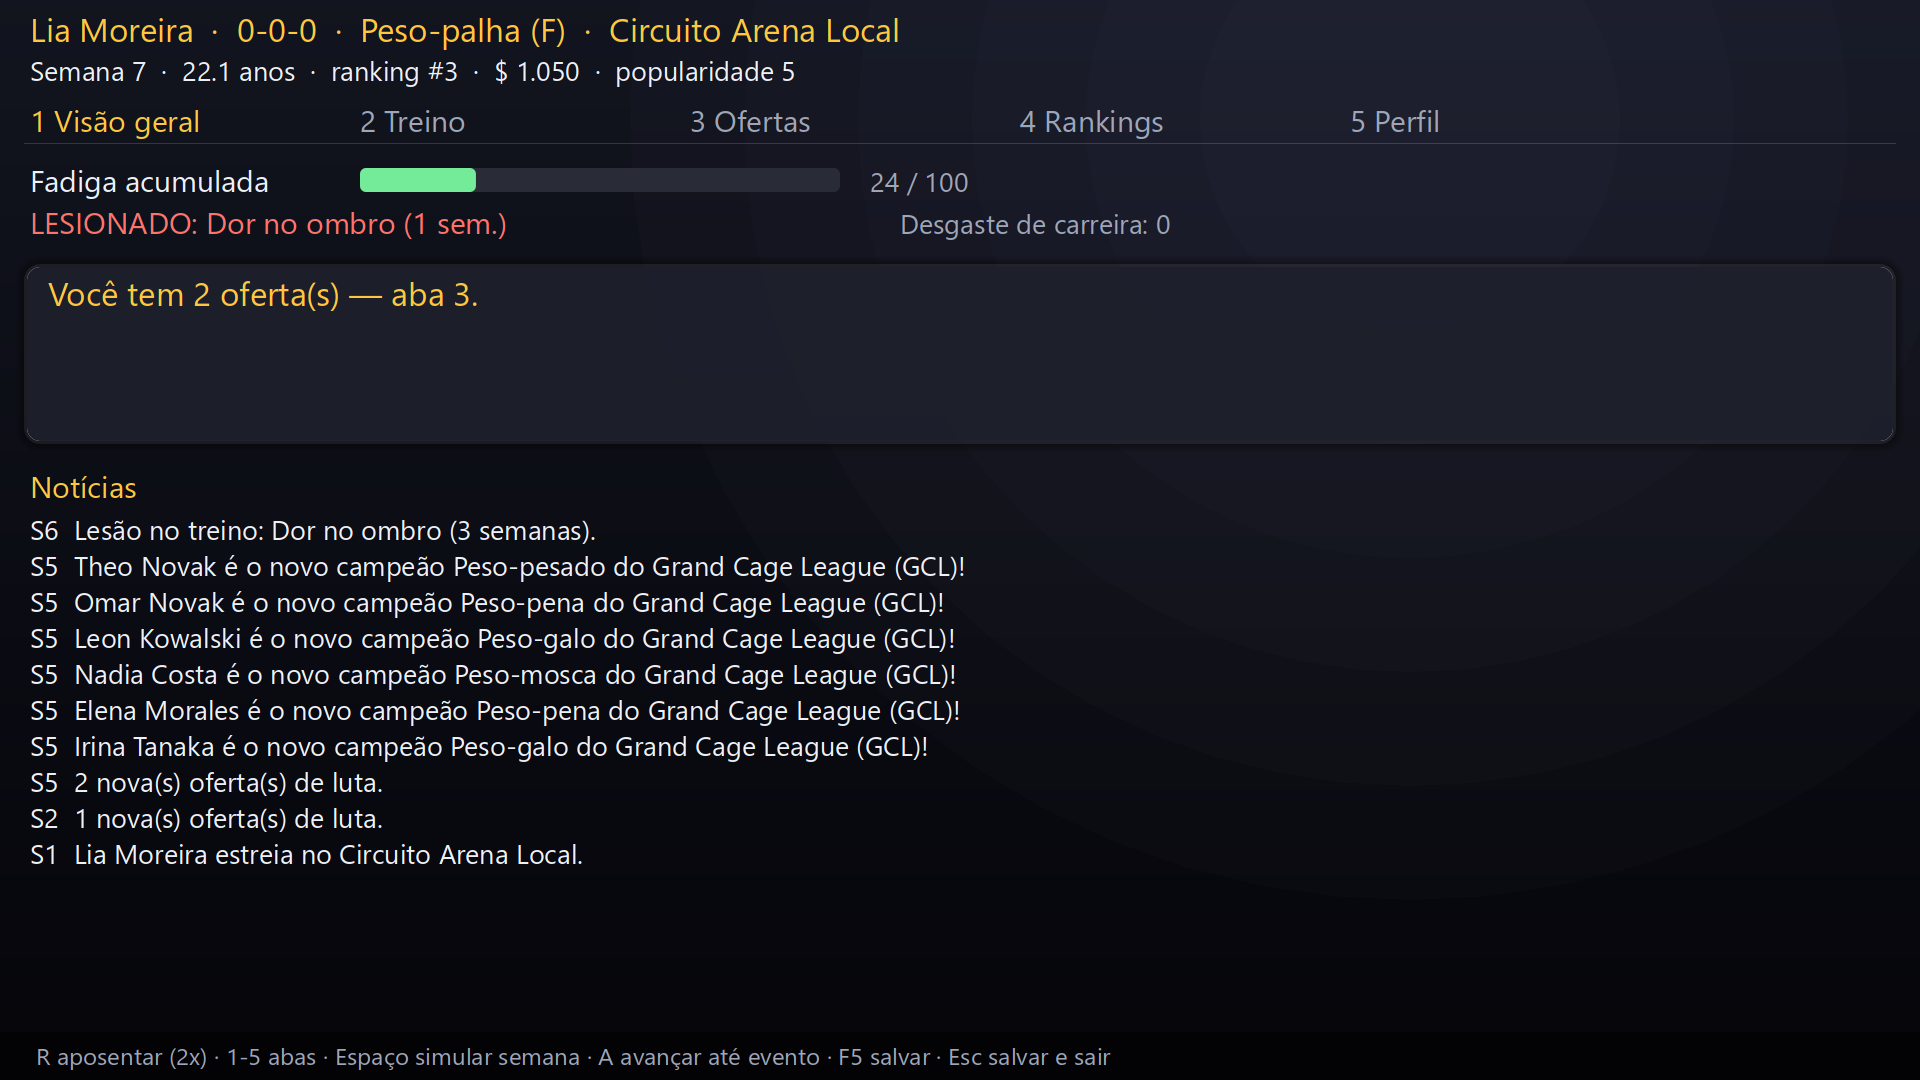 Lia Moreira · 0-0-0 · Peso-palha (F) · Circuito Arena Local
Semana 7 · 22.1 anos · ranking #3 · $ 1.050 · popularidade 5
1 Visão geral 2 Treino 3 Ofertas 4 Rankings 5 Perfil
Fadiga acumulada 24 / 100
LESIONADO: Dor no ombro (1 sem.) Desgaste de carreira: 0
Você tem 2 oferta(s) — aba 3.
Notícias
S6 Lesão no treino: Dor no ombro (3 semanas).
S5 Theo Novak é o novo campeão Peso-pesado do Grand Cage League (GCL)!
S5 Omar Novak é o novo campeão Peso-pena do Grand Cage League (GCL)!
S5 Leon Kowalski é o novo campeão Peso-galo do Grand Cage League (GCL)!
S5 Nadia Costa é o novo campeão Peso-mosca do Grand Cage League (GCL)!
S5 Elena Morales é o novo campeão Peso-pena do Grand Cage League (GCL)!
S5 Irina Tanaka é o novo campeão Peso-galo do Grand Cage League (GCL)!
S5 2 nova(s) oferta(s) de luta.
S2 1 nova(s) oferta(s) de luta.
S1 Lia Moreira estreia no Circuito Arena Local.
R aposentar (2x) · 1-5 abas · Espaço simular semana · A avançar até evento · F5 salvar · Esc salvar e sair